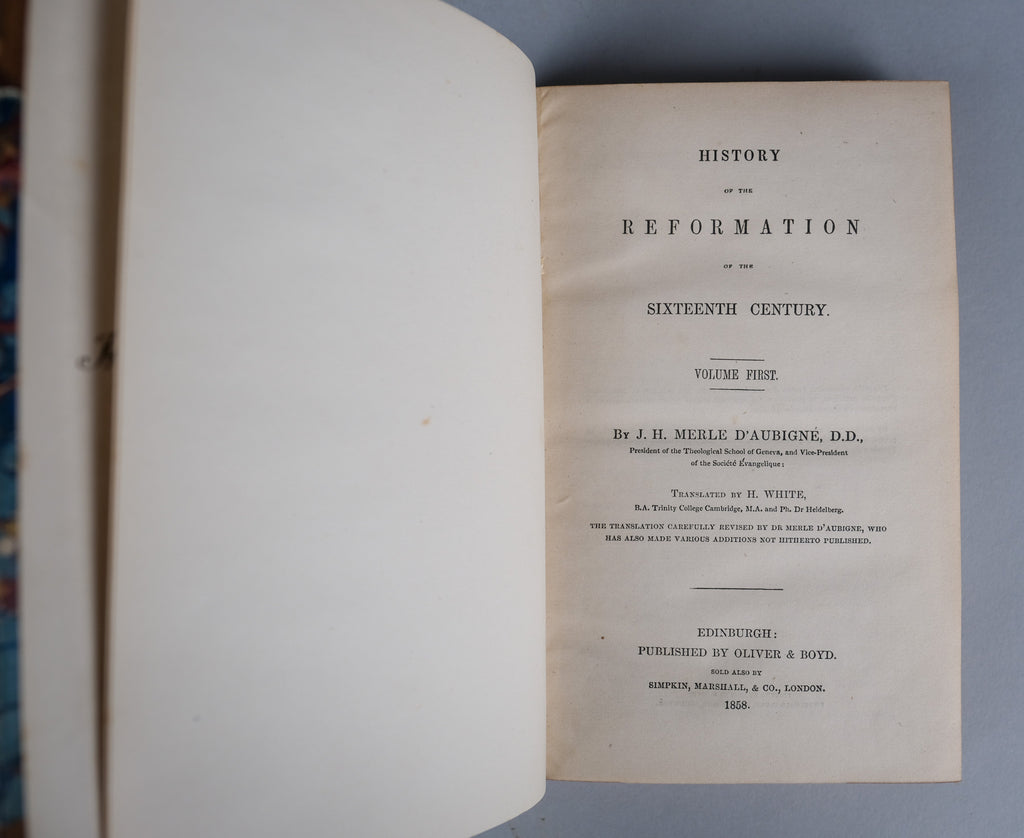 HISTORY
OF THE
REFORMATION
OF THE
SIXTEENTH CENTURY.
VOLUME FIRST.
By J. H. MERLE D'AUBIGNÉ, D.D.,
President of the Theological School of Geneva, and Vice-President
of the Société Évangelique:
Translated by H. WHITE,
B.A. Trinity College Cambridge, M.A. and Ph. Dr Heidelberg.
THE TRANSLATION CAREFULLY REVISED BY DR MERLE D'AUBIGNE, WHO
HAS ALSO MADE VARIOUS ADDITIONS NOT HITHERTO PUBLISHED.
EDINBURGH:
PUBLISHED BY OLIVER & BOYD.
SOLD ALSO BY
SIMPKIN, MARSHALL, & CO., LONDON.
1858.